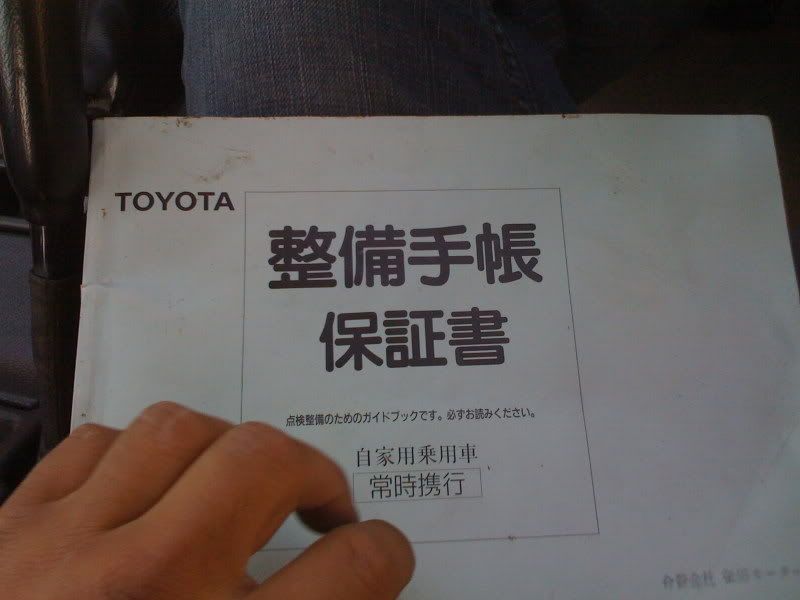 TOYOTA
整備手帳
保証書
点検整備のためのガイドブックです。必ずお読みください。
自家用乗用車
常時携行